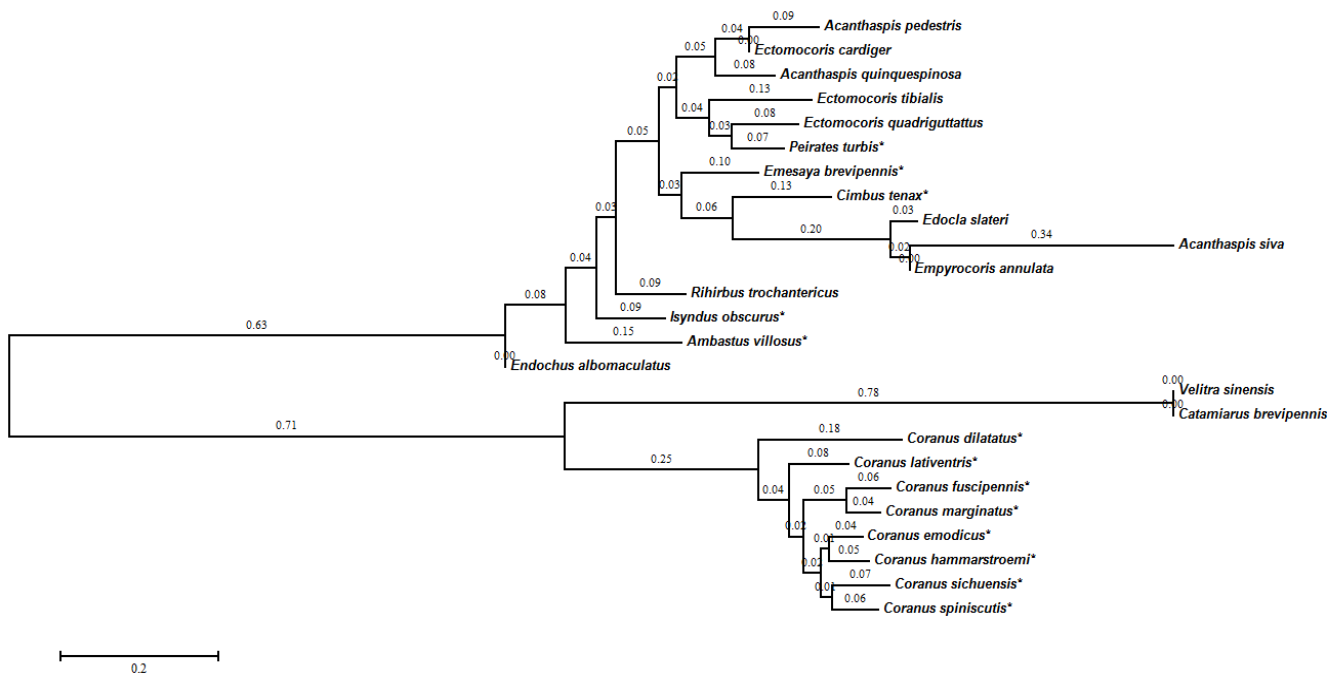 0.09
0.04
Acanthaspis pedestris
0.00
Ectomocoris cardiger
0.05
0.08
Acanthaspis quinquespinosa
0.02
0.13
Ectomocoris tibialis
0.04
0.08
Ectomocoris quadriguttattus
0.03
0.07
Peirates turbis*
0.05
0.10
Emesaya brevipennis*
0.03
0.13
Cimbus tenax*
0.06
0.03
Edocla slateri
0.20
0.34
Acanthaspis siva
0.02
0.00
Empyrocoris annulata
0.03
0.09
Rihirbus trochantericus
0.04
0.09
Isyndus obscurus*
0.08
0.15
Ambastus villosus*
0.63
0.00
Endochus albomaculatus
0.00
Velitra sinensis
0.78
0.00
Catamiarus brevipennis
0.71
0.18
Coranus dilatatus*
0.25
0.08
Coranus lativentris*
0.04
0.06
Coranus fuscipennis*
0.05
0.04
Coranus marginatus*
0.02
0.04
Coranus emodicus*
0.01
0.05
Coranus hammarstroemi*
0.02
0.07
Coranus sichuensis*
0.01
0.06
Coranus spiniscutis*
0.2